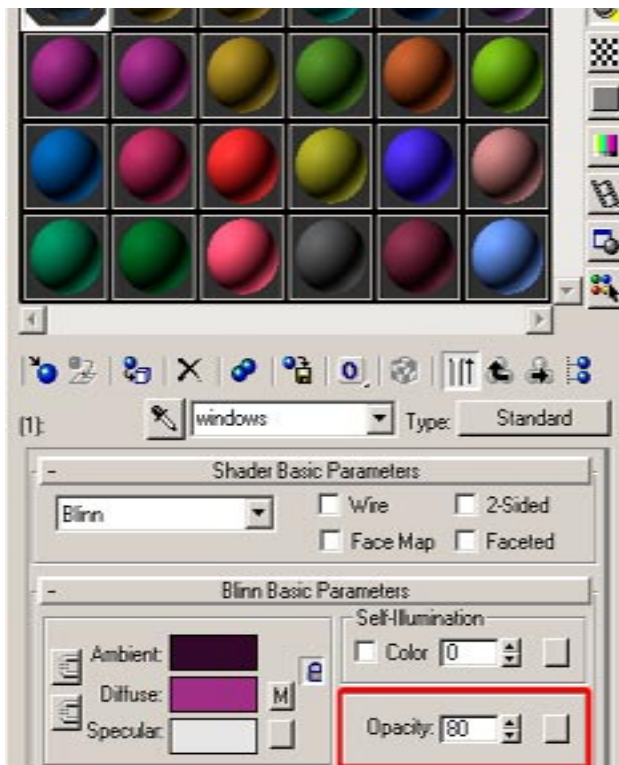 0
[1]: windows Type: Standard
- Shader Basic Parameters
Blinn Wire 2-Sided
Face Map Faceted
- Blinn Basic Parameters
Self-Illumination
Ambient: Color 0
Diffuse: M
Opacity: 80
Specular: